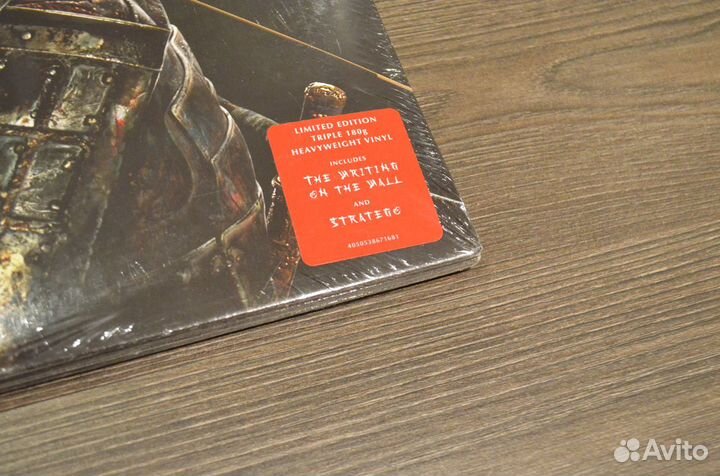 LIMITED EDITION
TRIPLE 180g
HEAVYWEIGHT VINYL
INCLUDES
THE WRITING
ON THE WALL
AND
STRATEGO
4050538671681
Avito